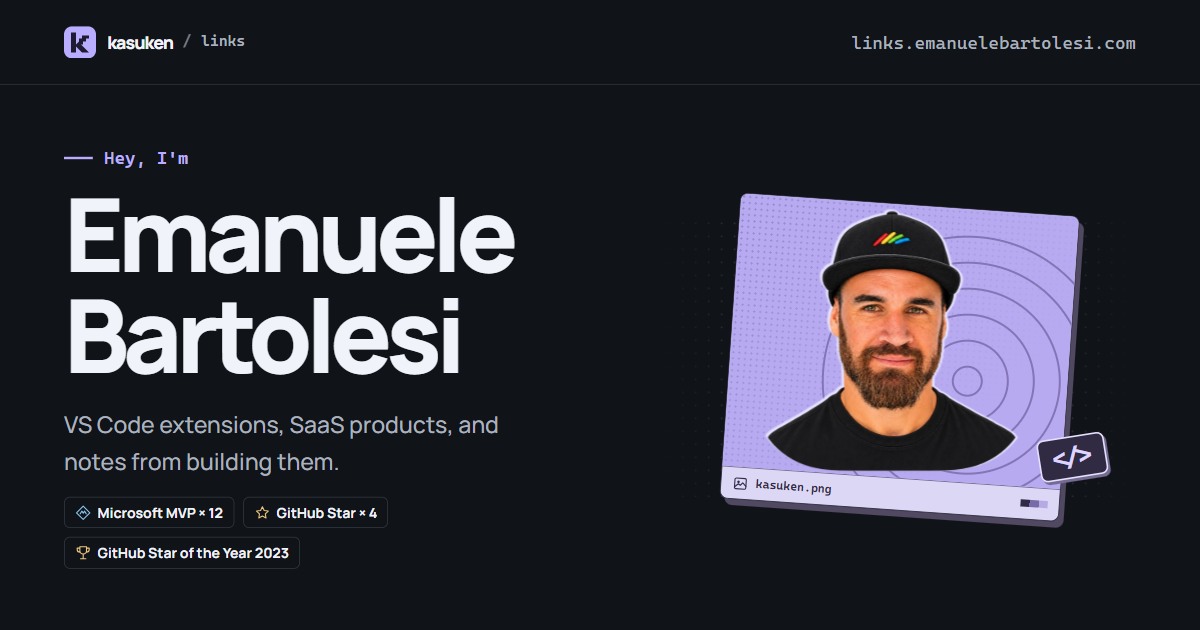 kasuken / links
links.emanuelebartolesi.com
Hey, I'm
Emanuele
Bartolesi
VS Code extensions, SaaS products, and
notes from building them.
Microsoft MVP × 12
GitHub Star × 4
GitHub Star of the Year 2023
kasuken.png
</>